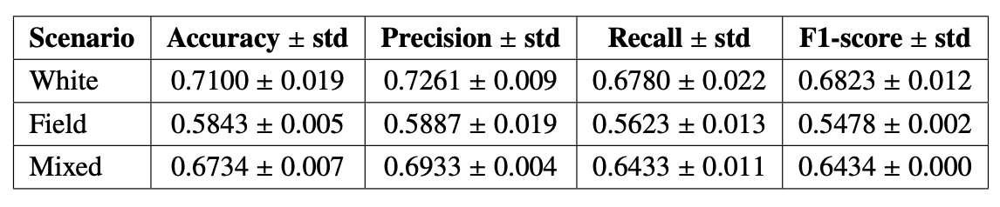 Scenario Accuracy ± std Precision ± std Recall ± std F1-score ± std
White 0.7100 ± 0.019 0.7261 ± 0.009 0.6780 ± 0.022 0.6823 ± 0.012
Field 0.5843 ± 0.005 0.5887 ± 0.019 0.5623 ± 0.013 0.5478 ± 0.002
Mixed 0.6734 ± 0.007 0.6933 ± 0.004 0.6433 ± 0.011 0.6434 ± 0.000